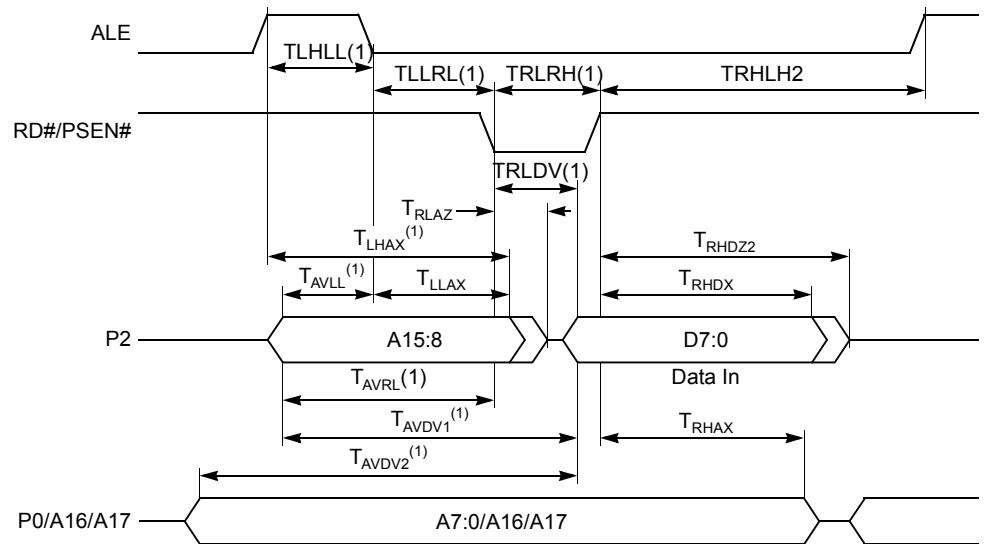 ALE
TLHLL(1)
TLLRL(1) TRLRH(1) TRHLH2
RD#/PSEN#
TRLDV(1)
TRLAZ
TLHAX(1) TRHDZ2
TAVLL(1) TLLAX TRHDX
P2 A15:8 D7:0
TAVRL(1) Data In
TAVDV1(1) TRHAX
TAVDV2(1)
P0/A16/A17 A7:0/A16/A17